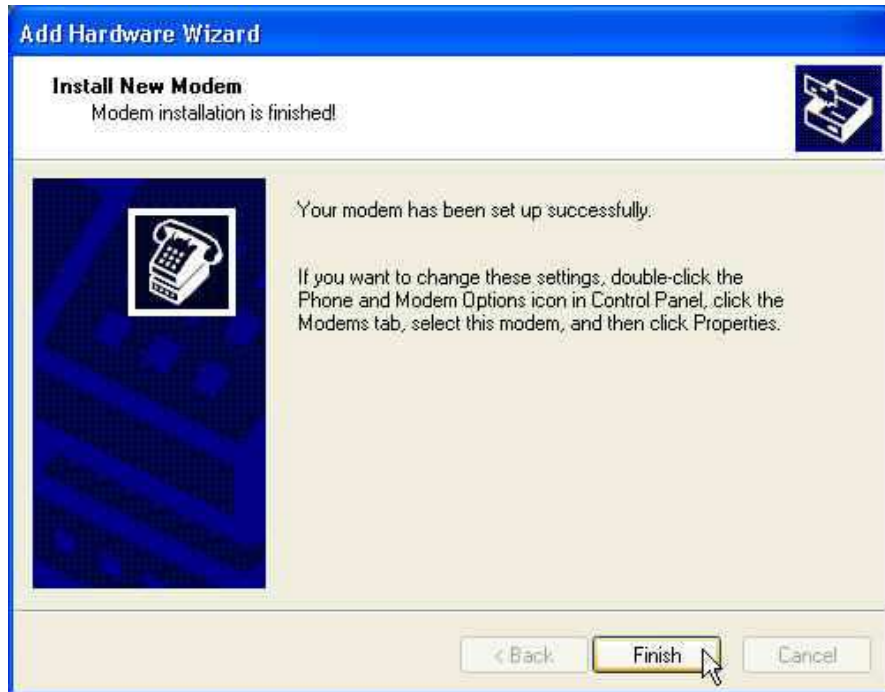 Add Hardware Wizard
Install New Modem
Modem installation is finished!
Your modem has been set up successfully.
If you want to change these settings, double-click the
Phone and Modem Options icon in Control Panel, click the
Modems tab, select this modem, and then click Properties.
< Back Finish Cancel